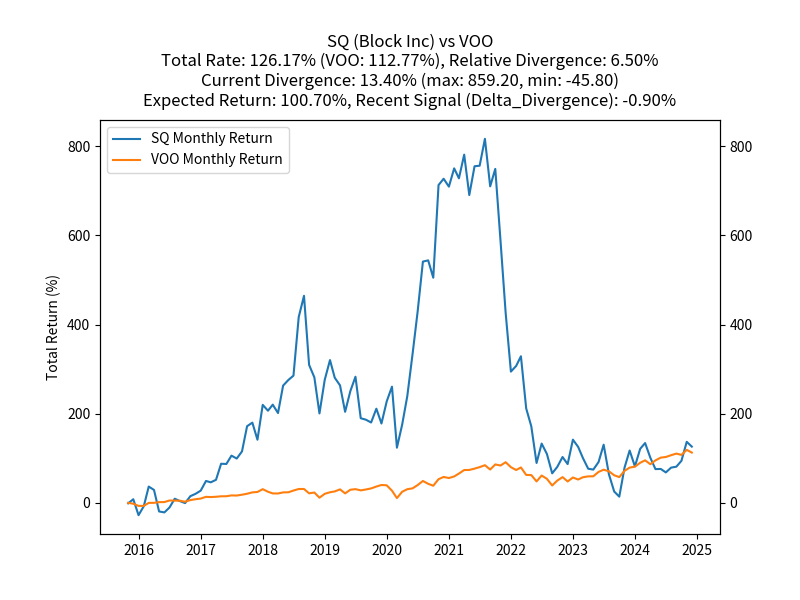 SQ (Block Inc) vs VOO
Total Rate: 126.17% (VOO: 112.77%), Relative Divergence: 6.50%
Current Divergence: 13.40% (max: 859.20, min: -45.80)
Expected Return: 100.70%, Recent Signal (Delta_Divergence): -0.90%
SQ Monthly Return
VOO Monthly Return
Total Return (%)
800
600
400
200
0
800
600
400
200
0
2016 2017 2018 2019 2020 2021 2022 2023 2024 2025